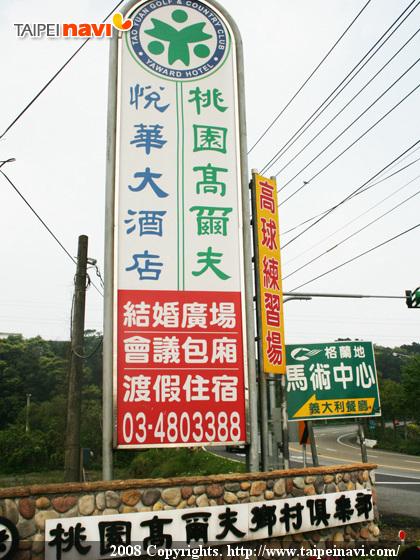 TAIPEInavi
TAO YUAN GOLF & COUNTRY CLUB
YAWARD HOTEL
桃園高爾夫
悅華大酒店
結婚廣場
會議包廂
渡假住宿
03-4803388
高球練習場
格蘭地
馬術中心
義大利餐廳
桃園高爾夫鄉村俱樂部
2008 Copyrights. http://www.taipeinavi.com